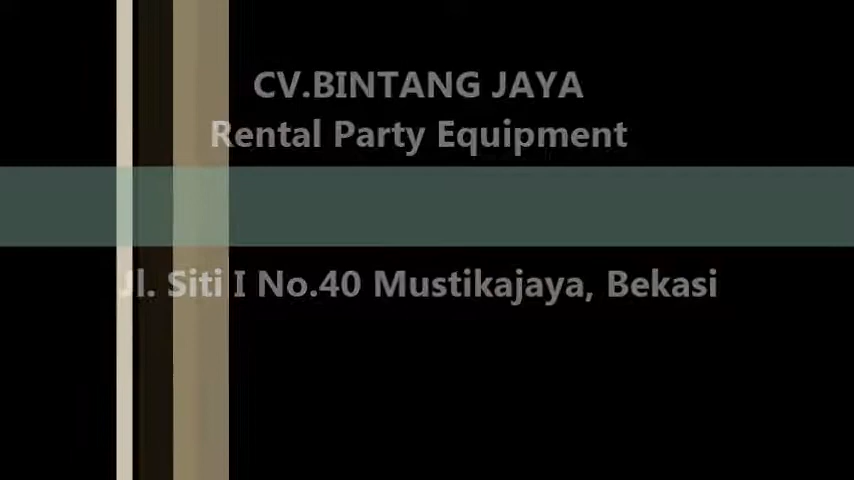 CV.BINTANG JAYA
Rental Party Equipment
Jl. Siti I No.40 Mustikajaya, Bekasi